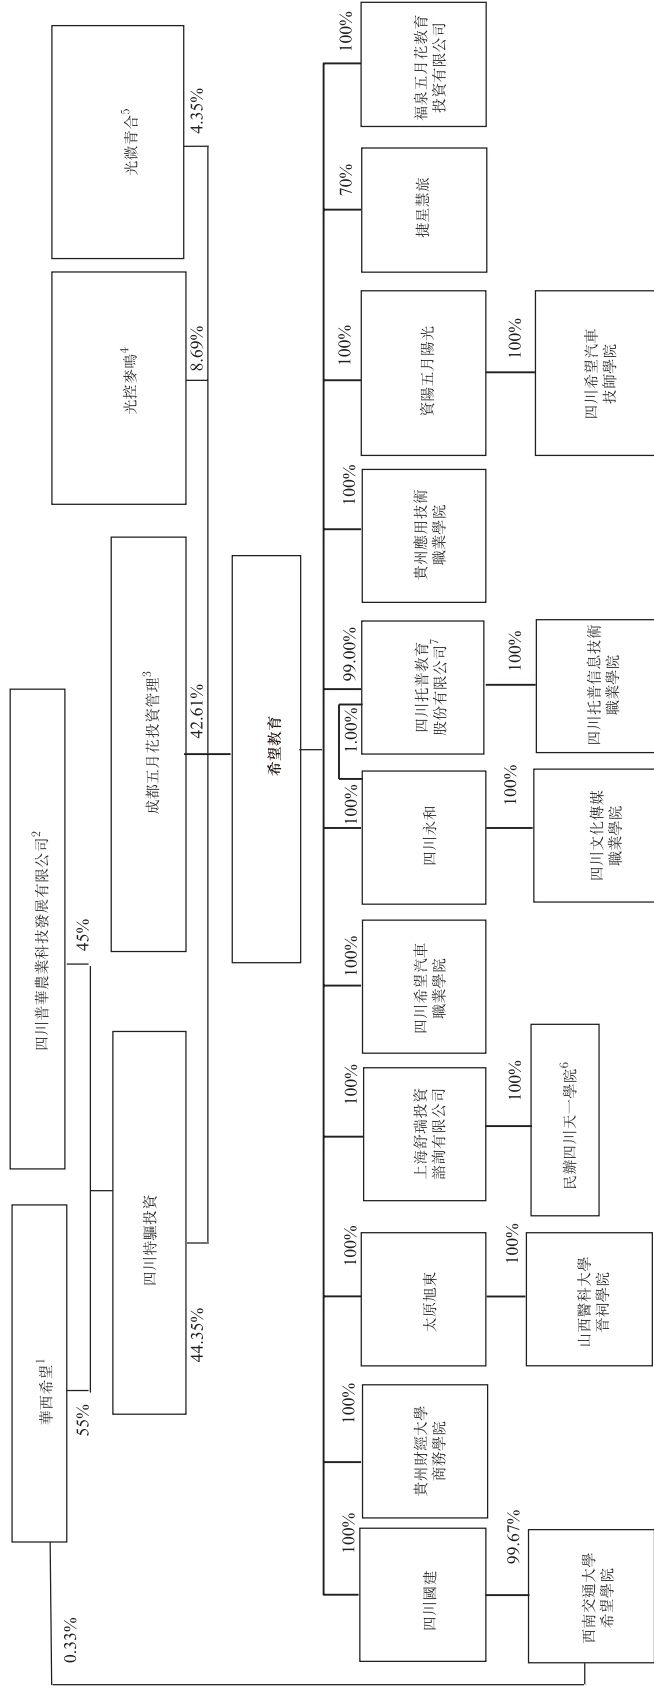 華西希望1
四川普華農業科技發展有限公司2
0.33%
55%
45%
四川特驅投資
成都五月花投資管理3
光控麥鳴4
光微青合5
44.35%
42.61%
8.69%
4.35%
希望教育
100%
100%
100%
100%
100%
100%
1.00%
99.00%
100%
100%
70%
100%
四川國建
貴州財經大學
商務學院
太原旭東
上海舒瑞投資
諮詢有限公司
四川希望汽車
職業學院
四川永和
四川托普教育
股份有限公司7
貴州應用技術
職業學院
資陽五月陽光
捷星慧旅
福泉五月花教育
投資有限公司
99.67%
100%
100%
100%
100%
100%
西南交通大學
希望學院
山西醫科大學
晉祠學院
民辦四川天一學院6
四川文化傳媒
職業學院
四川托普信息技術
職業學院
四川希望汽車
技師學院